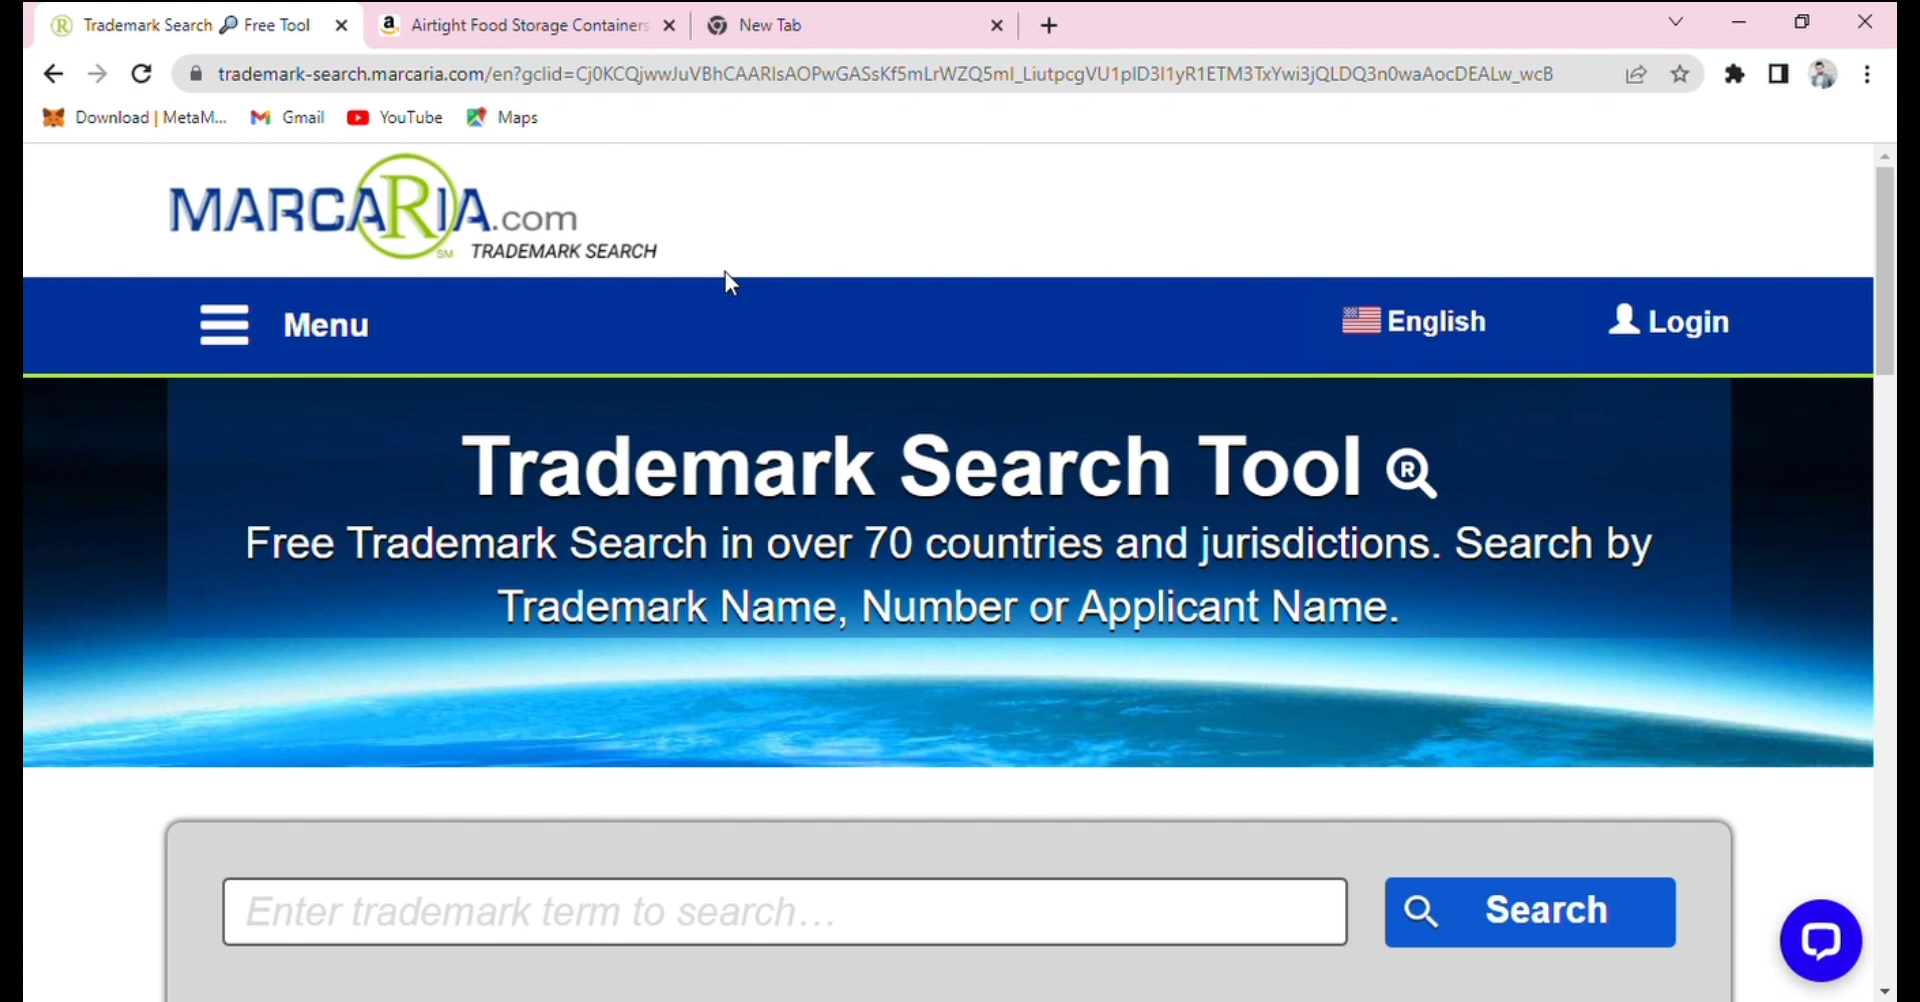 Trademark Search 🔎 Free Tool
Airtight Food Storage Containers
New Tab
trademark-search.marcaria.com/en?gclid=Cj0KCQjwwJuVBhCAARIsAOPwGASsKf5mLrWZQ5ml_LiutpcgVU1pID3I1yR1ETM3TxYwi3jQLDQ3n0waAocDEALw_wcB
Download | MetaM...
Gmail
YouTube
Maps
MARCARIA.com
SM
TRADEMARK SEARCH
Menu
English
Login
Trademark Search Tool ®
Free Trademark Search in over 70 countries and jurisdictions. Search by
Trademark Name, Number or Applicant Name.
Enter trademark term to search...
Search